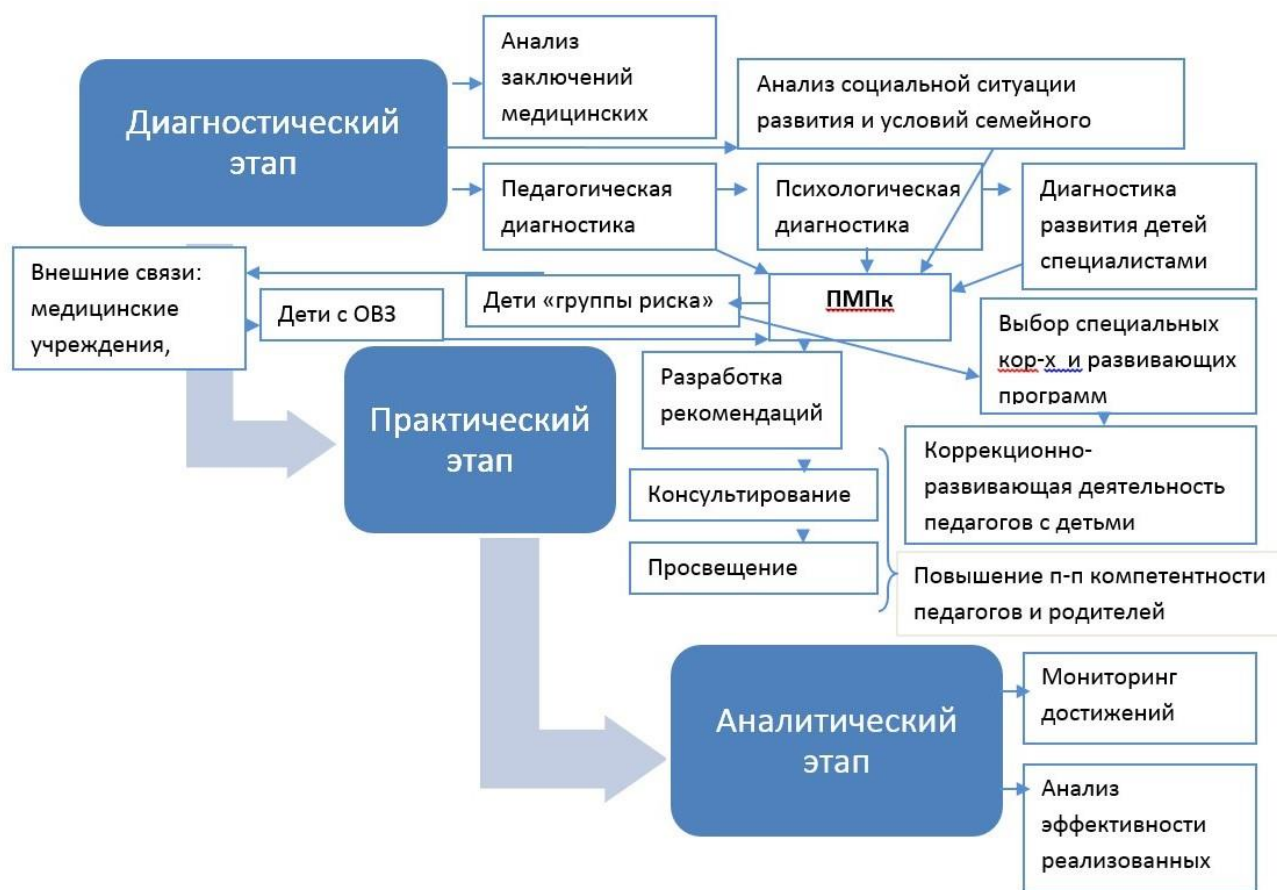 Анализ
заключений
медицинских
Диагностический
этап
Анализ социальной ситуации
развития и условий семейного
Педагогическая
диагностика
Психологическая
диагностика
Диагностика
развития детей
специалистами
Внешние связи:
медицинские
учреждения,
Дети с ОВЗ
Дети «группы риска»
ПМПк
Выбор специальных
кор-х и развивающих
программ
Практический
этап
Разработка
рекомендаций
Консультирование
Просвещение
Коррекционно-
развивающая деятельность
педагогов с детьми
Повышение п-п компетентности
педагогов и родителей
Аналитический
этап
Мониторинг
достижений
Анализ
эффективности
реализованных